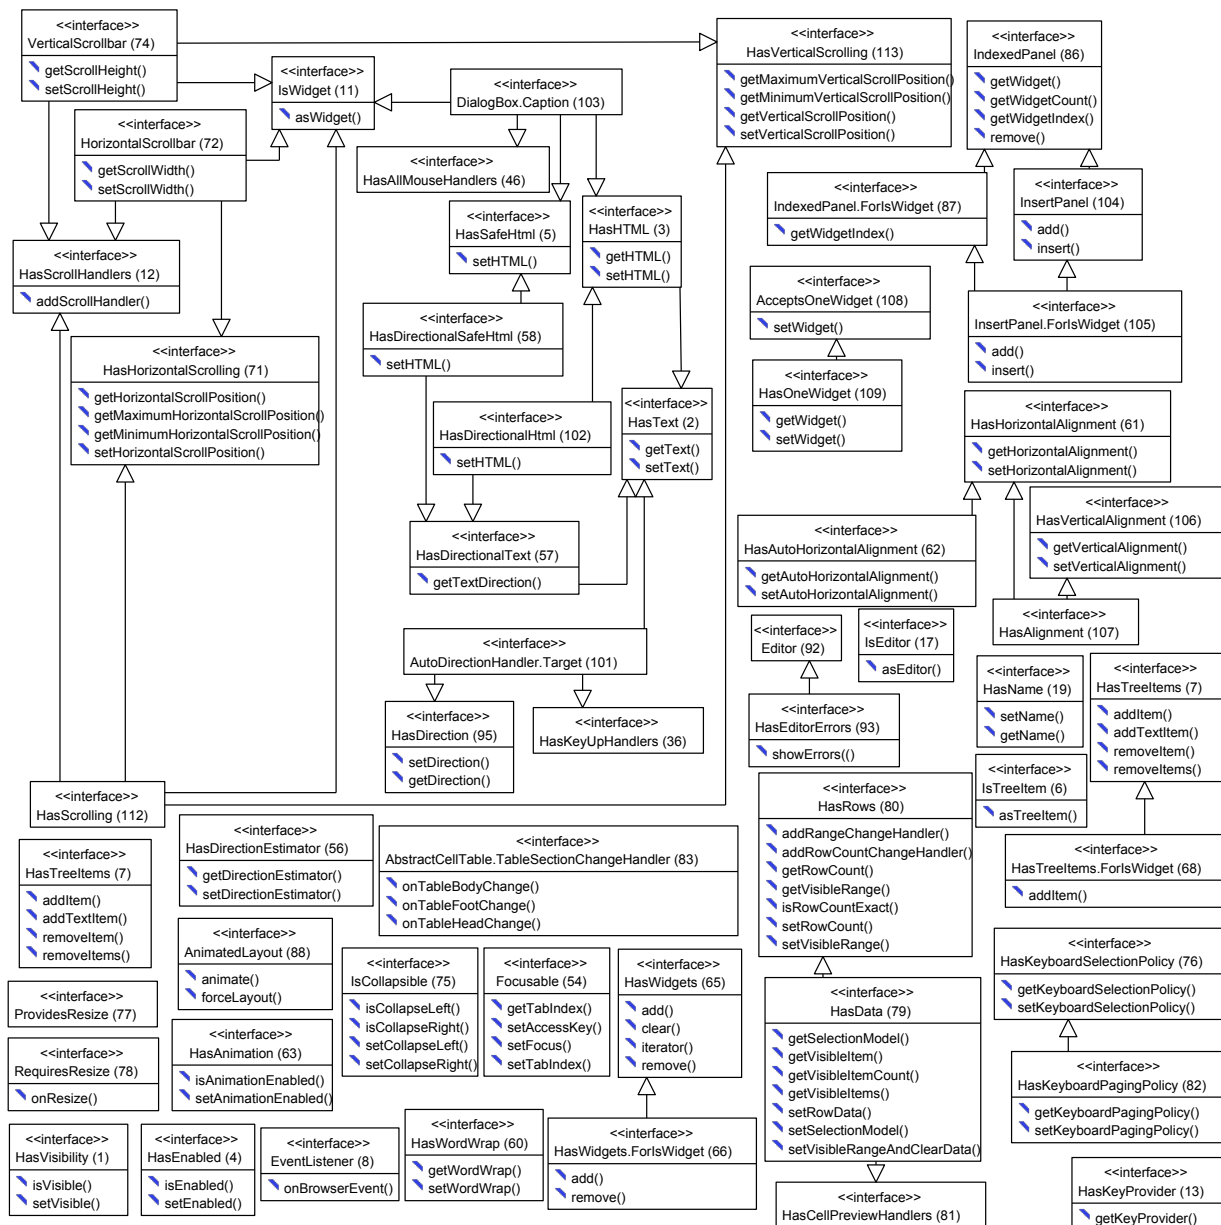 <<interface>>
VerticalScrollbar (74)
getScrollHeight()
setScrollHeight()
<<interface>>
IsWidget (11)
asWidget()
<<interface>>
DialogBox.Caption (103)
<<interface>>
HasVerticalScrolling (113)
getMaximumVerticalScrollPosition()
getMinimumVerticalScrollPosition()
getVerticalScrollPosition()
setVerticalScrollPosition()
<<interface>>
IndexedPanel (86)
getWidget()
getWidgetCount()
getWidgetIndex()
remove()
<<interface>>
HorizontalScrollbar (72)
getScrollWidth()
setScrollWidth()
<<interface>>
HasAllMouseHandlers (46)
<<interface>>
IndexedPanel.ForIsWidget (87)
getWidgetIndex()
<<interface>>
InsertPanel (104)
add()
insert()
<<interface>>
HasSafeHtml (5)
setHTML()
<<interface>>
HasHTML (3)
getHTML()
setHTML()
<<interface>>
HasScrollHandlers (12)
addScrollHandler()
<<interface>>
AcceptsOneWidget (108)
setWidget()
<<interface>>
InsertPanel.ForIsWidget (105)
add()
insert()
<<interface>>
HasDirectionalSafeHtml (58)
setHTML()
<<interface>>
HasHorizontalScrolling (71)
getHorizontalScrollPosition()
getMaximumHorizontalScrollPosition()
getMinimumHorizontalScrollPosition()
setHorizontalScrollPosition()
<<interface>>
HasOneWidget (109)
getWidget()
setWidget()
<<interface>>
HasDirectionalHtml (102)
setHTML()
<<interface>>
HasText (2)
getText()
setText()
<<interface>>
HasHorizontalAlignment (61)
getHorizontalAlignment()
setHorizontalAlignment()
<<interface>>
HasVerticalAlignment (106)
getVerticalAlignment()
setVerticalAlignment()
<<interface>>
HasDirectionalText (57)
getTextDirection()
<<interface>>
HasAutoHorizontalAlignment (62)
getAutoHorizontalAlignment()
setAutoHorizontalAlignment()
<<interface>>
HasAlignment (107)
<<interface>>
Editor (92)
<<interface>>
IsEditor (17)
asEditor()
<<interface>>
AutoDirectionHandler.Target (101)
<<interface>>
HasName (19)
setName()
getName()
<<interface>>
HasTreeItems (7)
addItem()
addTextItem()
removeItem()
removeItems()
<<interface>>
HasDirection (95)
setDirection()
getDirection()
<<interface>>
HasKeyUpHandlers (36)
<<interface>>
HasEditorErrors (93)
showErrors(()
<<interface>>
IsTreeItem (6)
asTreeItem()
<<interface>>
HasScrolling (112)
<<interface>>
HasRows (80)
addRangeChangeHandler()
addRowCountChangeHandler()
getRowCount()
getVisibleRange()
isRowCountExact()
setRowCount()
setVisibleRange()
<<interface>>
HasTreeItems.ForIsWidget (68)
addItem()
<<interface>>
HasTreeItems (7)
addItem()
addTextItem()
removeItem()
removeItems()
<<interface>>
HasDirectionEstimator (56)
getDirectionEstimator()
setDirectionEstimator()
<<interface>>
AbstractCellTable.TableSectionChangeHandler (83)
onTableBodyChange()
onTableFootChange()
onTableHeadChange()
<<interface>>
AnimatedLayout (88)
animate()
forceLayout()
<<interface>>
IsCollapsible (75)
isCollapseLeft()
isCollapseRight()
setCollapseLeft()
setCollapseRight()
<<interface>>
Focusable (54)
getTabIndex()
setAccessKey()
setFocus()
setTabIndex()
<<interface>>
HasWidgets (65)
add()
clear()
iterator()
remove()
<<interface>>
HasKeyboardSelectionPolicy (76)
getKeyboardSelectionPolicy()
setKeyboardSelectionPolicy()
<<interface>>
ProvidesResize (77)
<<interface>>
HasData (79)
getSelectionModel()
getVisibleItem()
getVisibleItemCount()
getVisibleItems()
setRowData()
setSelectionModel()
setVisibleRangeAndClearData()
<<interface>>
RequiresResize (78)
onResize()
<<interface>>
HasAnimation (63)
isAnimationEnabled()
setAnimationEnabled()
<<interface>>
HasKeyboardPagingPolicy (82)
getKeyboardPagingPolicy()
setKeyboardPagingPolicy()
<<interface>>
HasVisibility (1)
isVisible()
setVisible()
<<interface>>
HasEnabled (4)
isEnabled()
setEnabled()
<<interface>>
EventListener (8)
onBrowserEvent()
<<interface>>
HasWordWrap (60)
getWordWrap()
setWordWrap()
<<interface>>
HasWidgets.ForIsWidget (66)
add()
remove()
<<interface>>
HasCellPreviewHandlers (81)
<<interface>>
HasKeyProvider (13)
getKeyProvider()